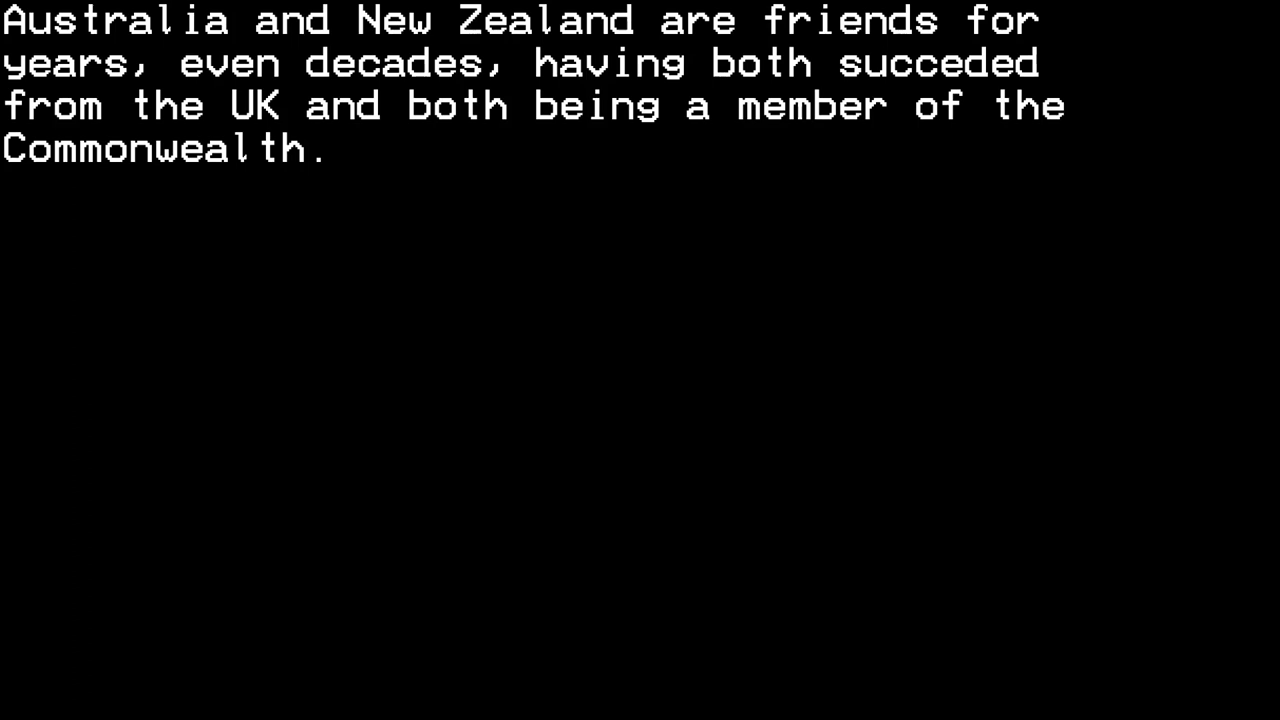 Australia and New Zealand are friends for
years, even decades, having both succeded
from the UK and both being a member of the
Commonwealth.